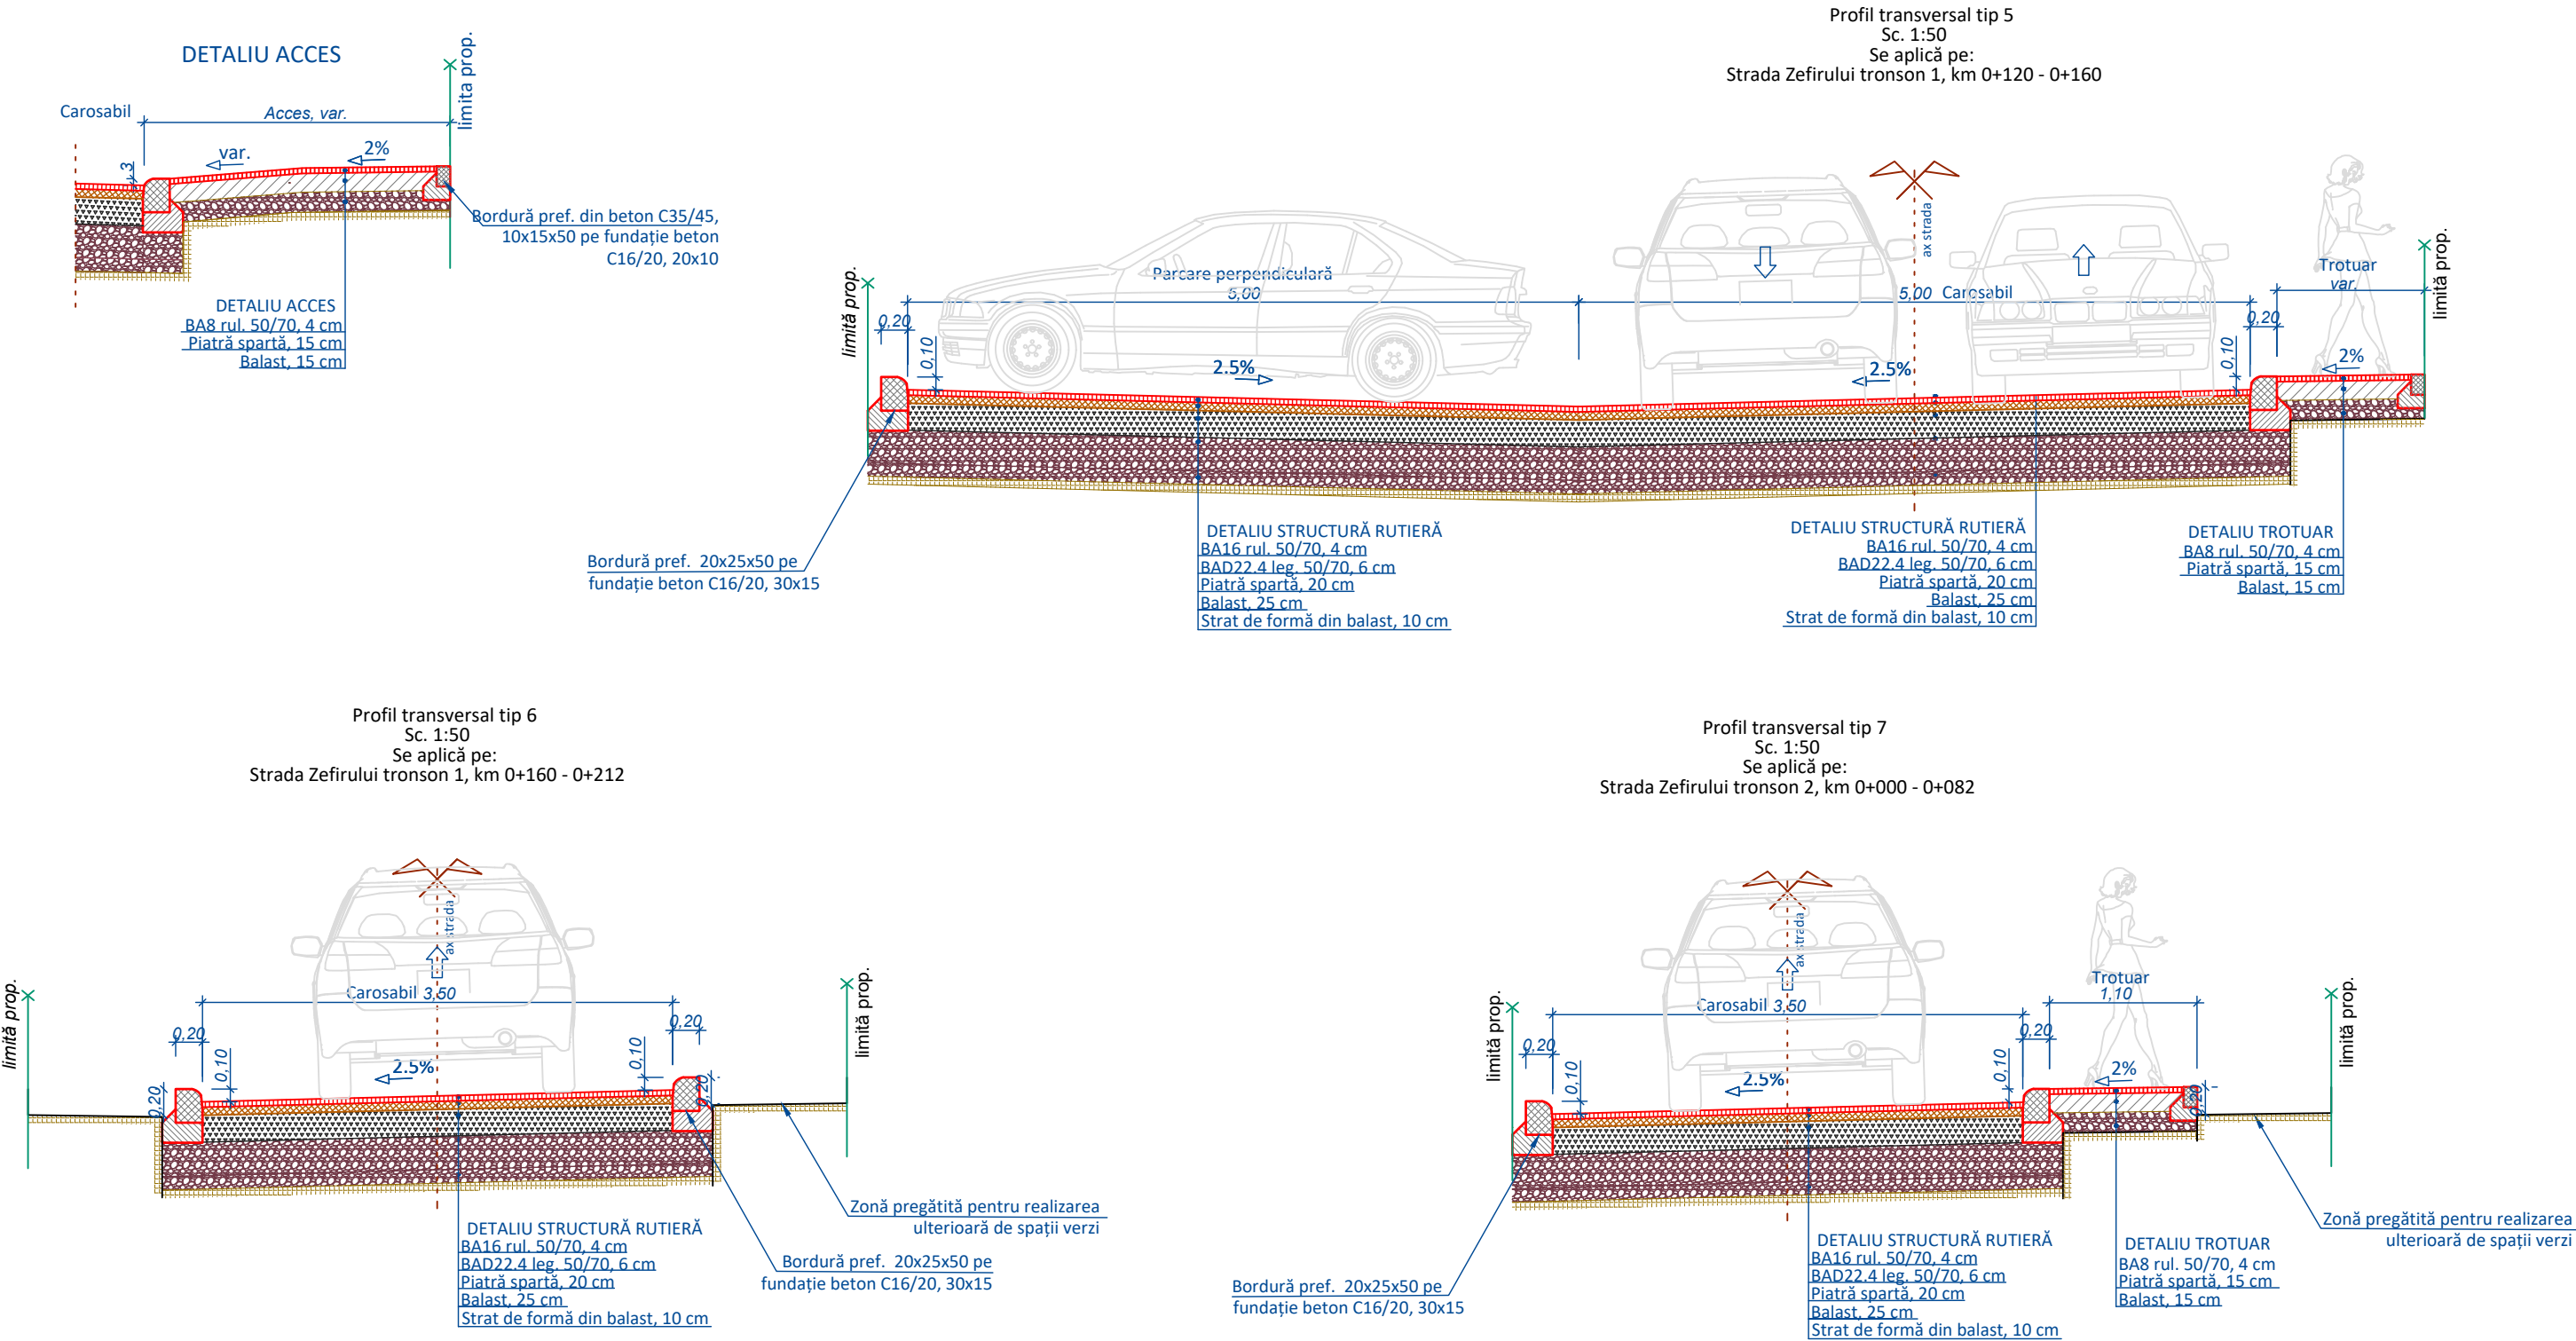 DETALIU ACCES
limita prop.
Carosabil
Acces, var.
3
var.
2%
Bordură pref. din beton C35/45,
10x15x50 pe fundație beton
C16/20, 20x10
DETALIU ACCES
BA8 rul. 50/70, 4 cm
Piatră spartă, 15 cm
Balast, 15 cm
Profil transversal tip 5
Sc. 1:50
Se aplică pe:
Strada Zefirului tronson 1, km 0+120 - 0+160
limită prop.
0,20
0,10
Parcare perpendiculară
5,00
2.5%
ax strada
5,00 Carosabil
2.5%
0,20
0,10
Trotuar
var.
2%
limită prop.
Bordură pref. 20x25x50 pe
fundație beton C16/20, 30x15
DETALIU STRUCTURĂ RUTIERĂ
BA16 rul. 50/70, 4 cm
BAD22.4 leg. 50/70, 6 cm
Piatră spartă, 20 cm
Balast, 25 cm
Strat de formă din balast, 10 cm
DETALIU STRUCTURĂ RUTIERĂ
BA16 rul. 50/70, 4 cm
BAD22.4 leg. 50/70, 6 cm
Piatră spartă, 20 cm
Balast, 25 cm
Strat de formă din balast, 10 cm
DETALIU TROTUAR
BA8 rul. 50/70, 4 cm
Piatră spartă, 15 cm
Balast, 15 cm
Profil transversal tip 6
Sc. 1:50
Se aplică pe:
Strada Zefirului tronson 1, km 0+160 - 0+212
limită prop.
ax strada
Carosabil 3,50
0,20
0,10
0,20
2.5%
0,20
0,10
0,20
limită prop.
Zonă pregătită pentru realizarea
ulterioară de spații verzi
DETALIU STRUCTURĂ RUTIERĂ
BA16 rul. 50/70, 4 cm
BAD22.4 leg. 50/70, 6 cm
Piatră spartă, 20 cm
Balast, 25 cm
Strat de formă din balast, 10 cm
Bordură pref. 20x25x50 pe
fundație beton C16/20, 30x15
Profil transversal tip 7
Sc. 1:50
Se aplică pe:
Strada Zefirului tronson 2, km 0+000 - 0+082
limită prop.
ax strada
Carosabil 3,50
0,20
0,10
2.5%
0,20
0,10
Trotuar
1,10
2%
0,20
limită prop.
Bordură pref. 20x25x50 pe
fundație beton C16/20, 30x15
DETALIU STRUCTURĂ RUTIERĂ
BA16 rul. 50/70, 4 cm
BAD22.4 leg. 50/70, 6 cm
Piatră spartă, 20 cm
Balast, 25 cm
Strat de formă din balast, 10 cm
DETALIU TROTUAR
BA8 rul. 50/70, 4 cm
Piatră spartă, 15 cm
Balast, 15 cm
Zonă pregătită pentru realizarea
ulterioară de spații verzi